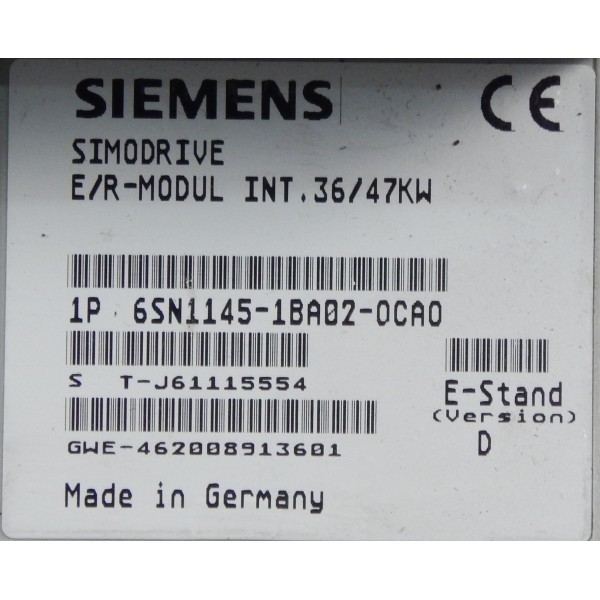 SIEMENS CE
SIMODRIVE
E/R-MODUL INT.36/47KW
1P 6SN1145-1BA02-0CA0
S T-J61115554
E-Stand
(Version)
D
GWE-462008913601
Made in Germany